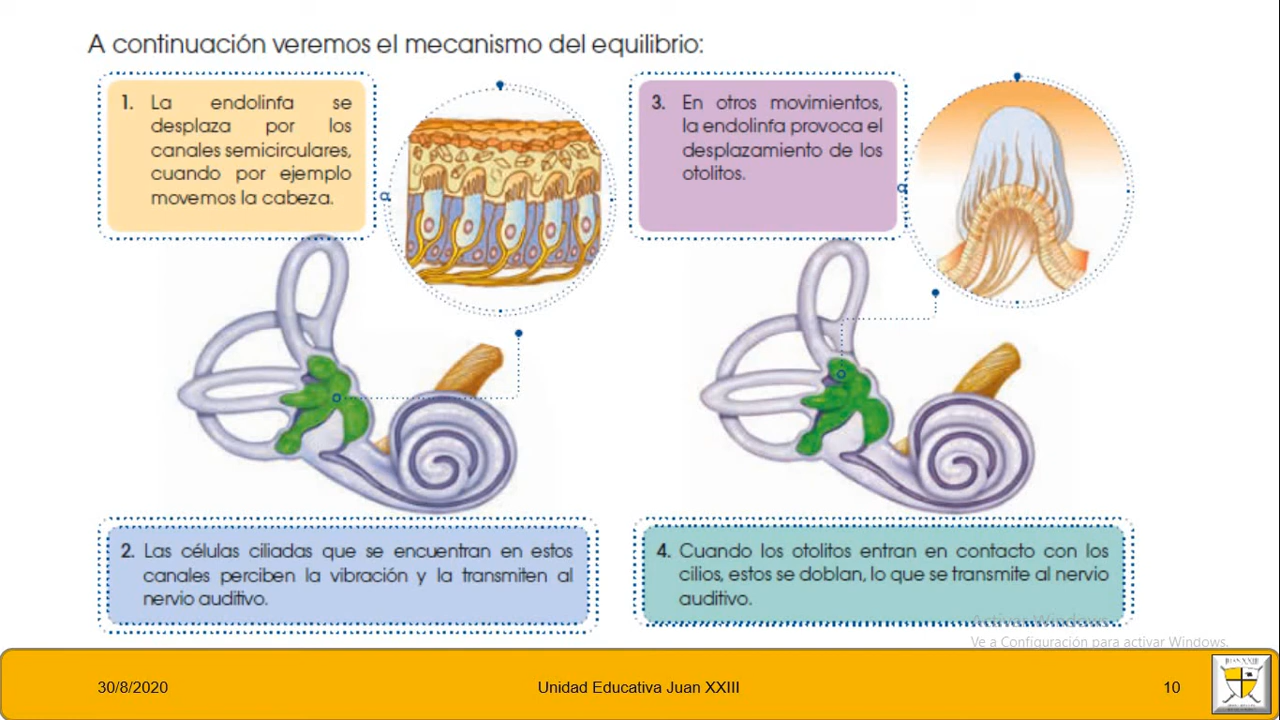 A continuación veremos el mecanismo del equilibrio:
1. La endolinfa se
desplaza por los
canales semicirculares,
cuando por ejemplo
movemos la cabeza.
3. En otros movimientos,
la endolinfa provoca el
desplazamiento de los
otolitos.
2. Las células ciliadas que se encuentran en estos
canales perciben la vibración y la transmiten al
nervio auditivo.
4. Cuando los otolitos entran en contacto con los
cilios, estos se doblan, lo que se transmite al nervio
auditivo.
Activar Windows
Ve a Configuración para activar Windows.
30/8/2020
Unidad Educativa Juan XXIII
10
JUAN XXIII